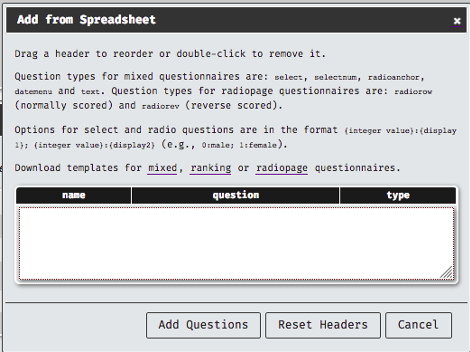 Add from Spreadsheet x
Drag a header to reorder or double-click to remove it.
Question types for mixed questionnaires are: select, selectnum, radioanchor,
datemenu and text. Question types for radiopage questionnaires are: radiorow
(normally scored) and radiorev (reverse scored).
Options for select and radio questions are in the format {integer value}:{display
1}; {integer value}:{display2} (e.g., 0:male; 1:female).
Download templates for mixed, ranking or radiopage questionnaires.
name question type
Add Questions Reset Headers Cancel